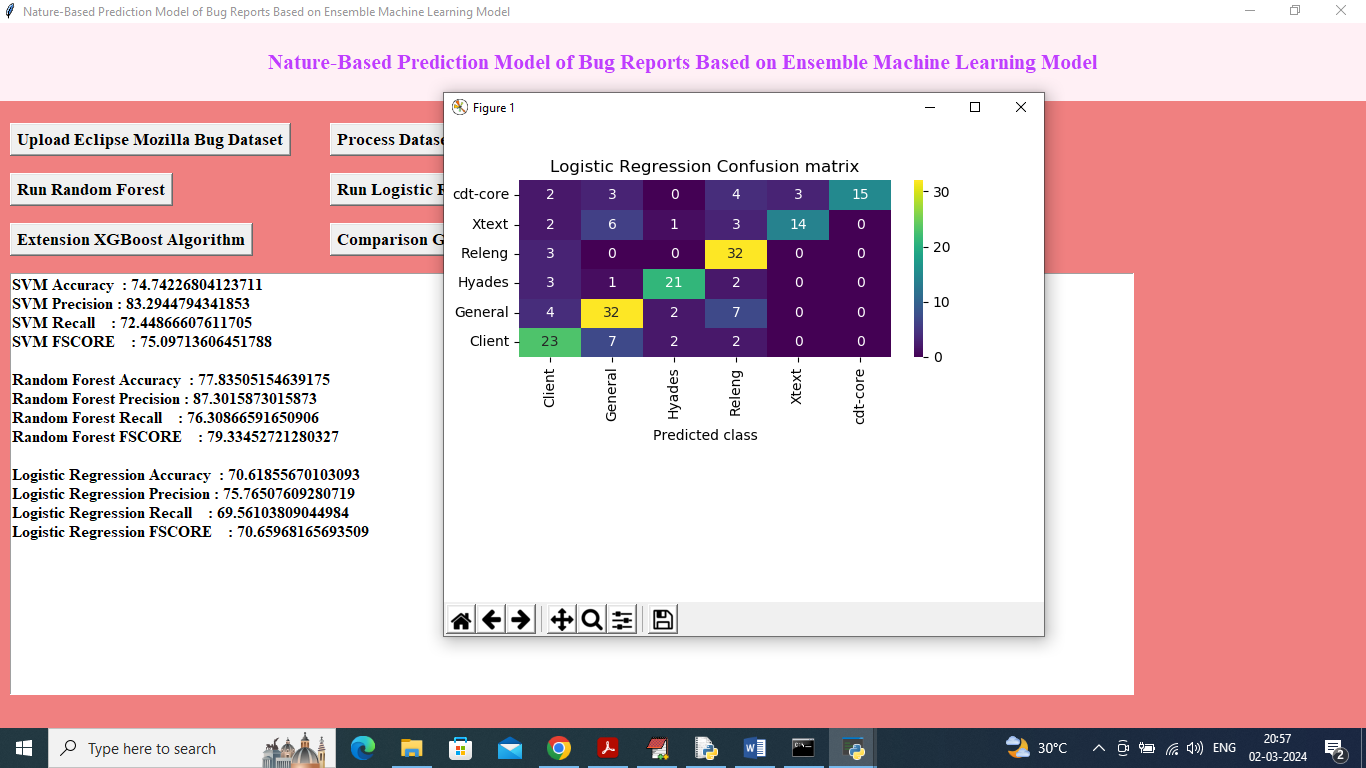 Nature-Based Prediction Model of Bug Reports Based on Ensemble Machine Learning Model
Nature-Based Prediction Model of Bug Reports Based on Ensemble Machine Learning Model
Upload Eclipse Mozilla Bug Dataset
Process Datase
Run Random Forest
Run Logistic R
Extension XGBoost Algorithm
Comparison G
SVM Accuracy : 74.74226804123711
SVM Precision : 83.2944794341853
SVM Recall : 72.44866607611705
SVM FSCORE : 75.09713606451788
Random Forest Accuracy : 77.83505154639175
Random Forest Precision : 87.3015873015873
Random Forest Recall : 76.30866591650906
Random Forest FSCORE : 79.33452721280327
Logistic Regression Accuracy : 70.61855670103093
Logistic Regression Precision : 75.76507609280719
Logistic Regression Recall : 69.56103809044984
Logistic Regression FSCORE : 70.65968165693509
Figure 1
Logistic Regression Confusion matrix
cdt-core 2 3 0 4 3 15
Xtext 2 6 1 3 14 0
Releng 3 0 0 32 0 0
Hyades 3 1 21 2 0 0
General 4 32 2 7 0 0
Client 23 7 2 2 0 0
Client General Hyades Releng Xtext cdt-core
Predicted class
30
20
10
0
Type here to search
30°C
ENG
20:57
02-03-2024
2